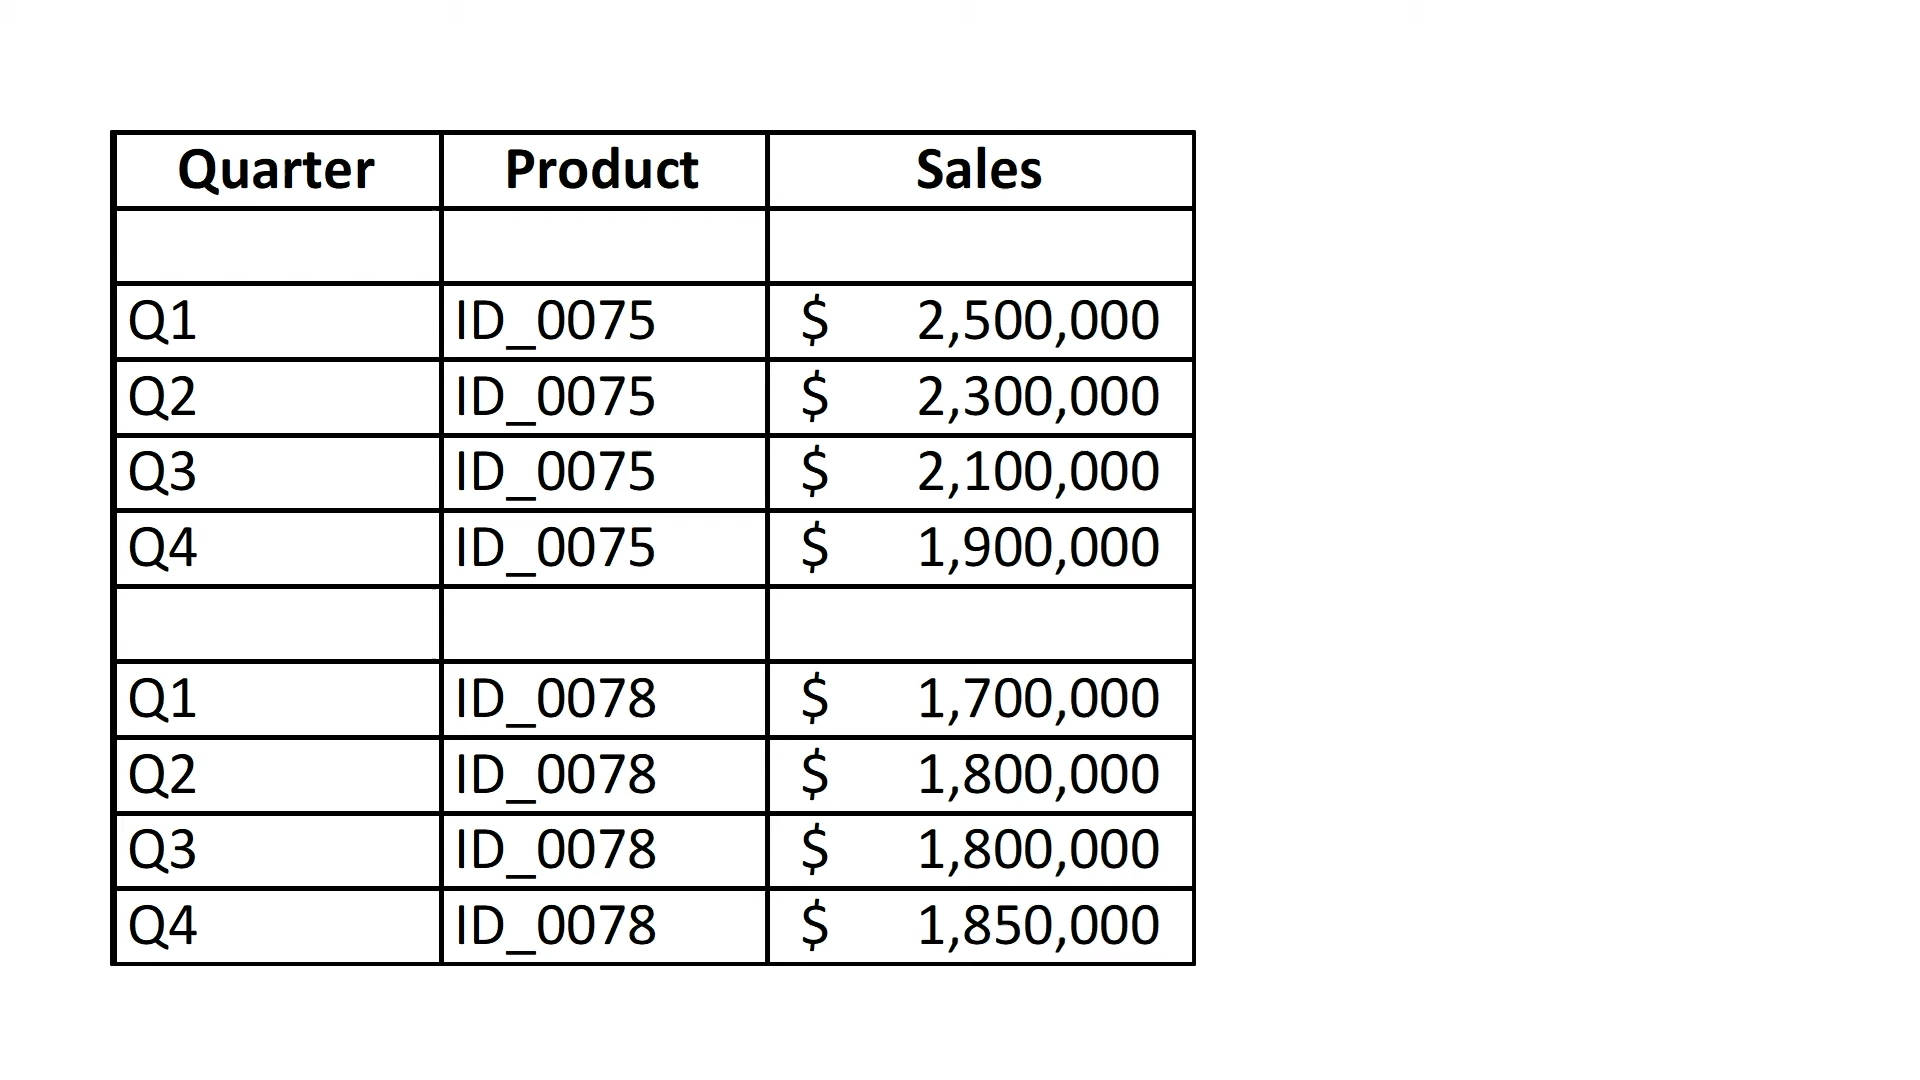 Quarter Product Sales
Q1 ID_0075 $ 2,500,000
Q2 ID_0075 $ 2,300,000
Q3 ID_0075 $ 2,100,000
Q4 ID_0075 $ 1,900,000
Q1 ID_0078 $ 1,700,000
Q2 ID_0078 $ 1,800,000
Q3 ID_0078 $ 1,800,000
Q4 ID_0078 $ 1,850,000